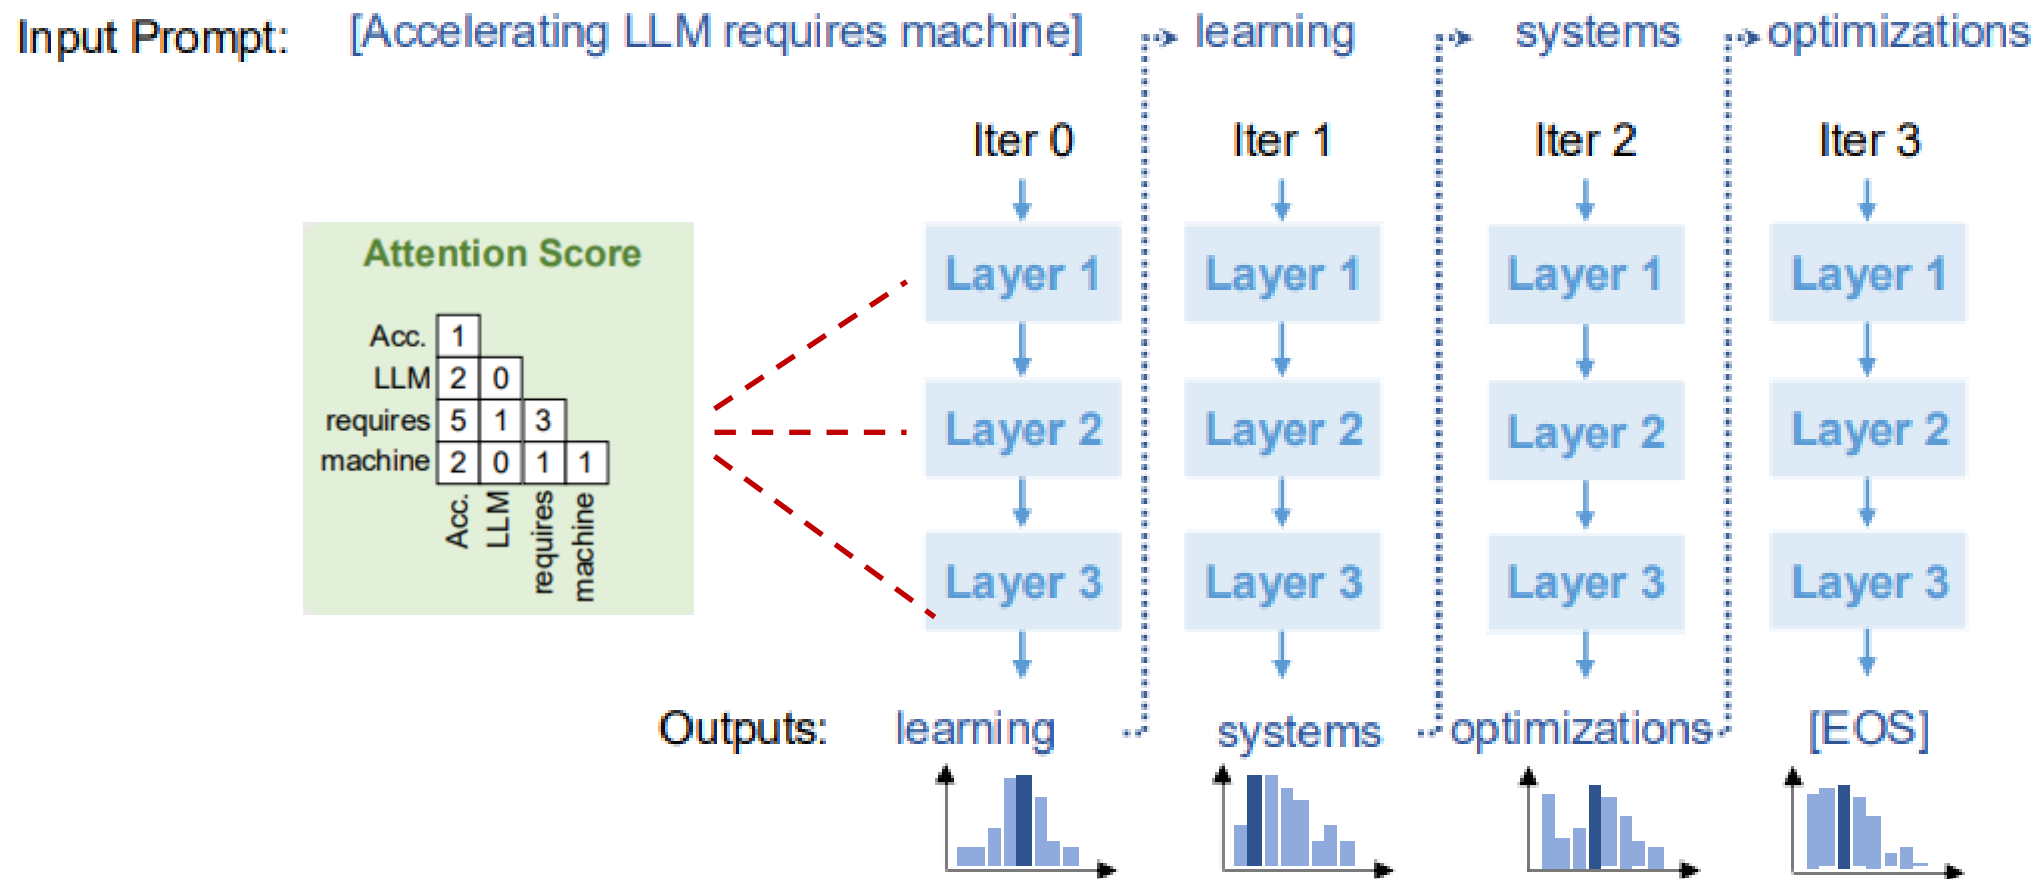 Input Prompt: [Accelerating LLM requires machine] learning systems optimizations
Iter 0 Iter 1 Iter 2 Iter 3
Attention Score
Layer 1 Layer 1 Layer 1 Layer 1
Acc. 1
LLM 2 0
requires 5 1 3
machine 2 0 1 1
Acc. LLM requires machine
Layer 2 Layer 2 Layer 2 Layer 2
Layer 3 Layer 3 Layer 3 Layer 3
Outputs: learning systems optimizations [EOS]